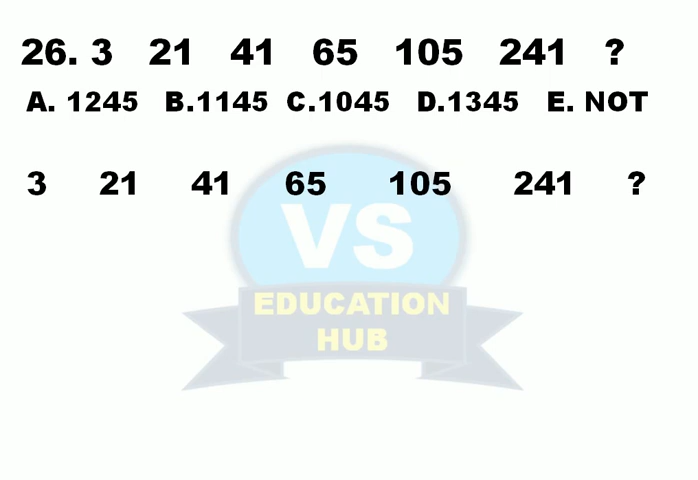 26. 3 21 41 65 105 241 ?
A. 1245 B.1145 C.1045 D.1345 E. NOT
3 21 41 65 105 241 ?
VS
EDUCATION
HUB